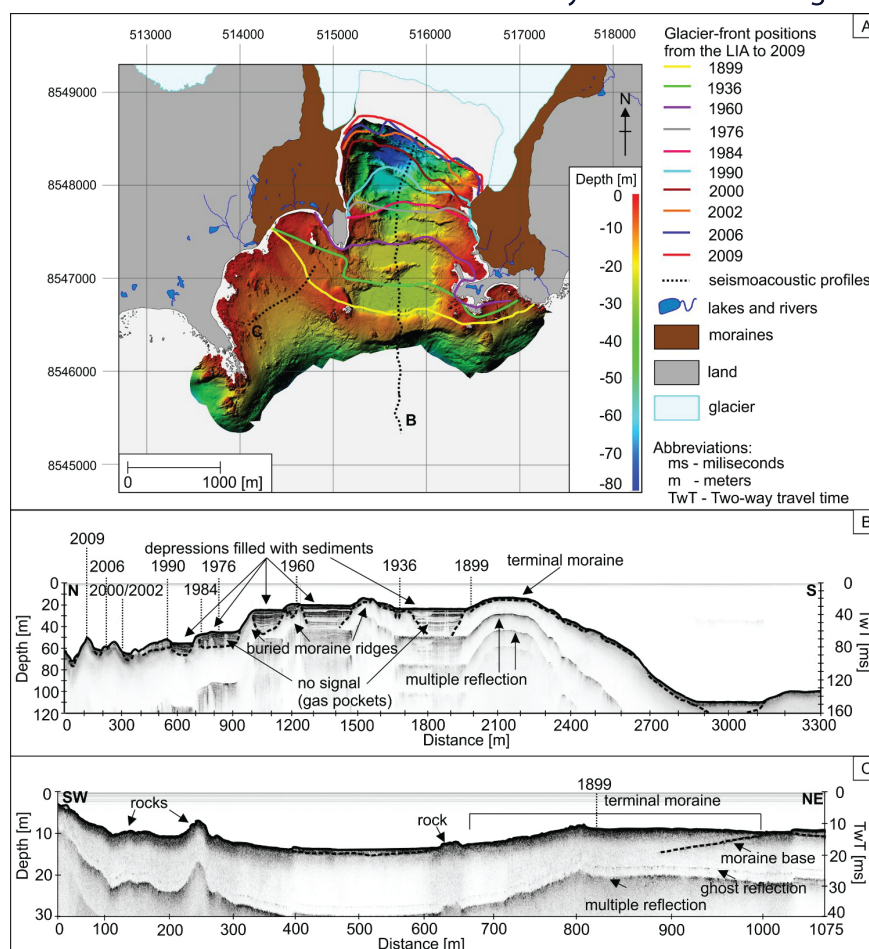 A
513000 514000 515000 516000 517000 518000
8549000
8548000
8547000
8546000
8545000
N
C
B
0 1000 [m]
Depth [m]
0
-10
-20
-30
-40
-50
-60
-70
-80
Glacier-front positions
from the LIA to 2009
1899
1936
1960
1976
1984
1990
2000
2002
2006
2009
seismoacoustic profiles
lakes and rivers
moraines
land
glacier
Abbreviations:
ms - miliseconds
m - meters
TwT - Two-way travel time
B
2009
2006
2000/2002
1990
1984
1976
1960
1936
1899
depressions filled with sediments
terminal moraine
N
S
buried moraine ridges
no signal
(gas pockets)
multiple reflection
Depth [m]
0
20
40
60
80
100
120
TwT [ms]
0
40
80
120
160
0 300 600 900 1200 1500 1800 2100 2400 2700 3000 3300
Distance [m]
C
SW
NE
rocks
rock
1899
terminal moraine
moraine base
ghost reflection
multiple reflection
Depth [m]
0
10
20
30
TwT [ms]
0
10
20
30
40
0 100 200 300 400 500 600 700 800 900 1000 1075
Distance [m]